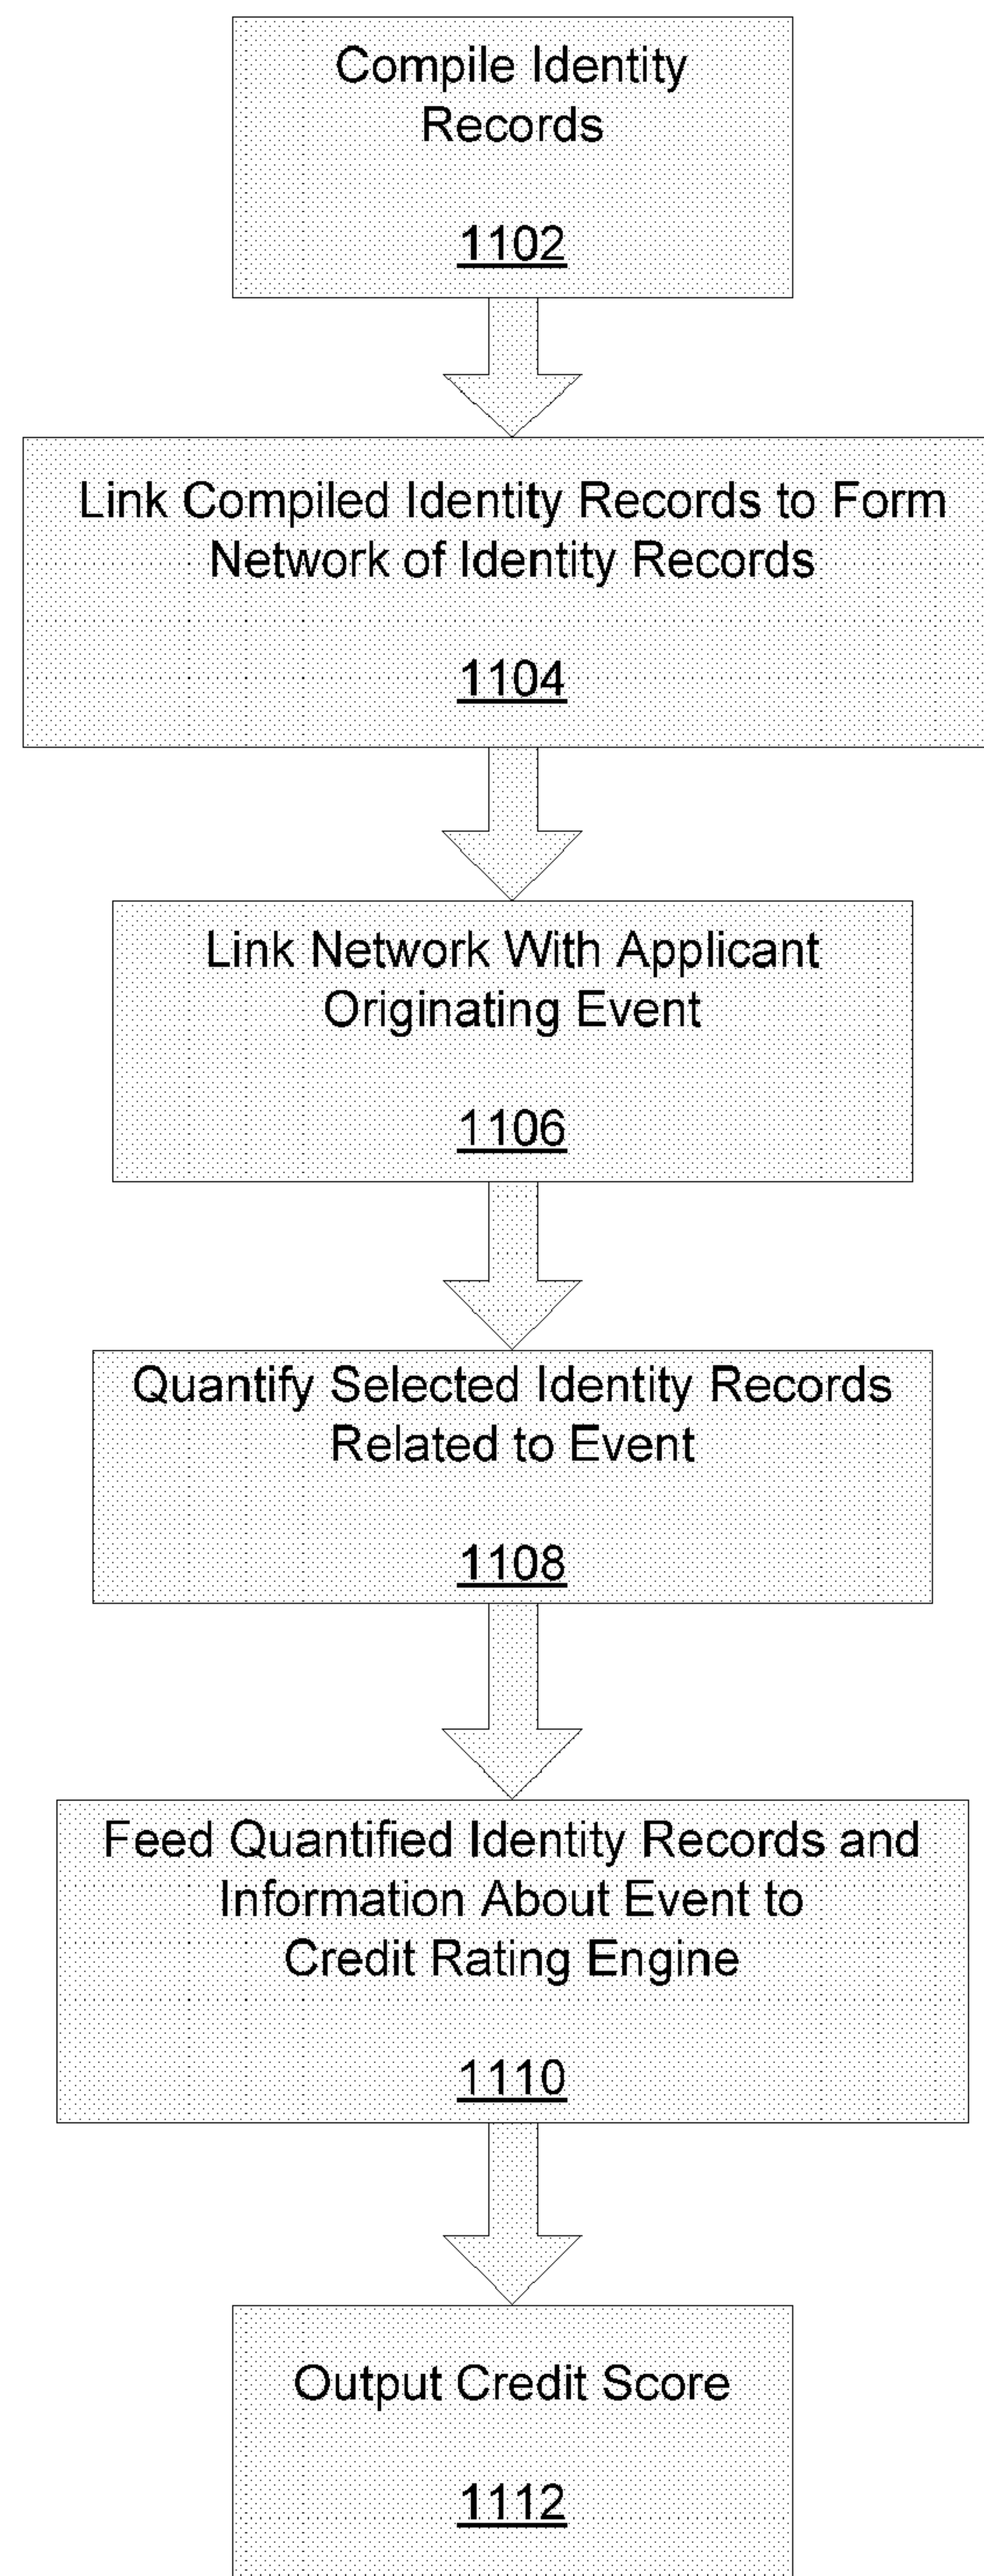 Compile Identity
Records
1102
Link Compiled Identity Records to Form
Network of Identity Records
1104
Link Network With Applicant
Originating Event
1106
Quantify Selected Identity Records
Related to Event
1108
Feed Quantified Identity Records and
Information About Event to
Credit Rating Engine
1110
Output Credit Score
1112